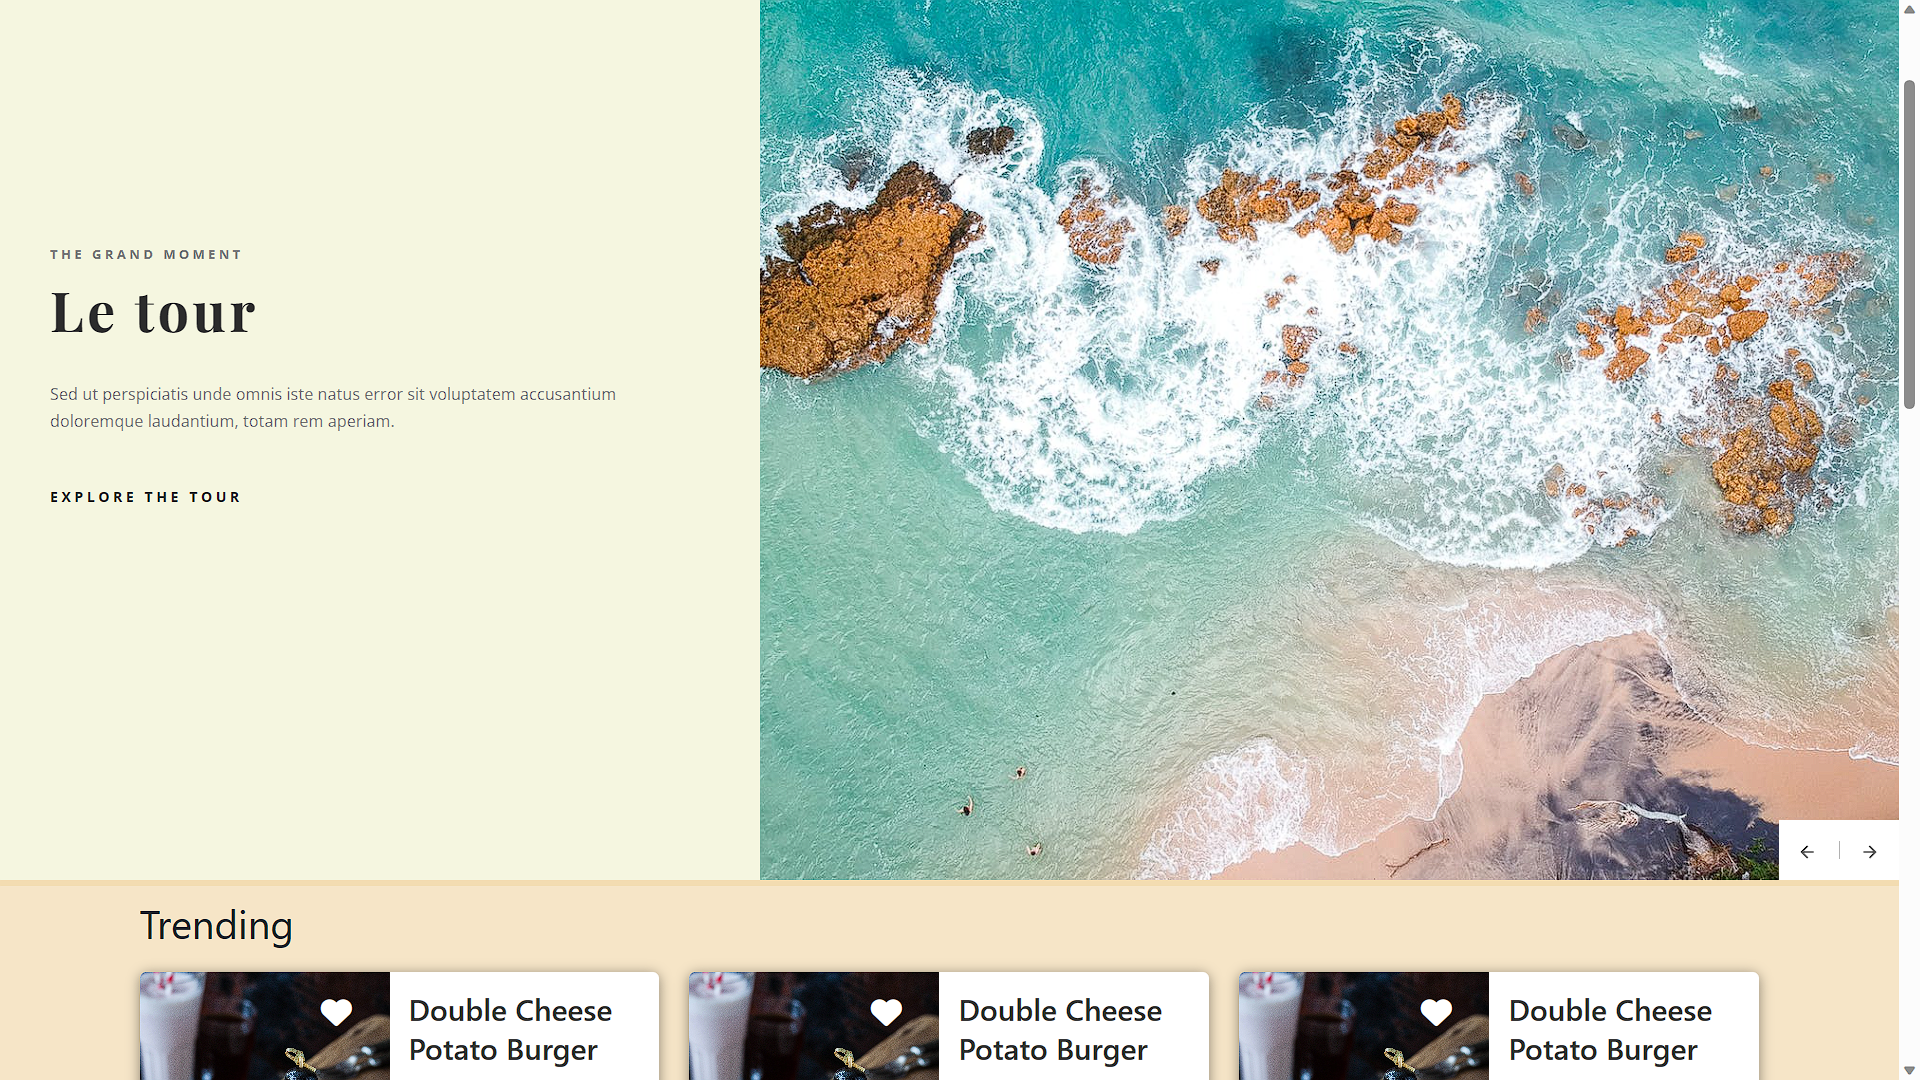 THE GRAND MOMENT
Le tour
Sed ut perspiciatis unde omnis iste natus error sit voluptatem accusantium
doloremque laudantium, totam rem aperiam.
EXPLORE THE TOUR
Trending
Double Cheese
Potato Burger
Double Cheese
Potato Burger
Double Cheese
Potato Burger